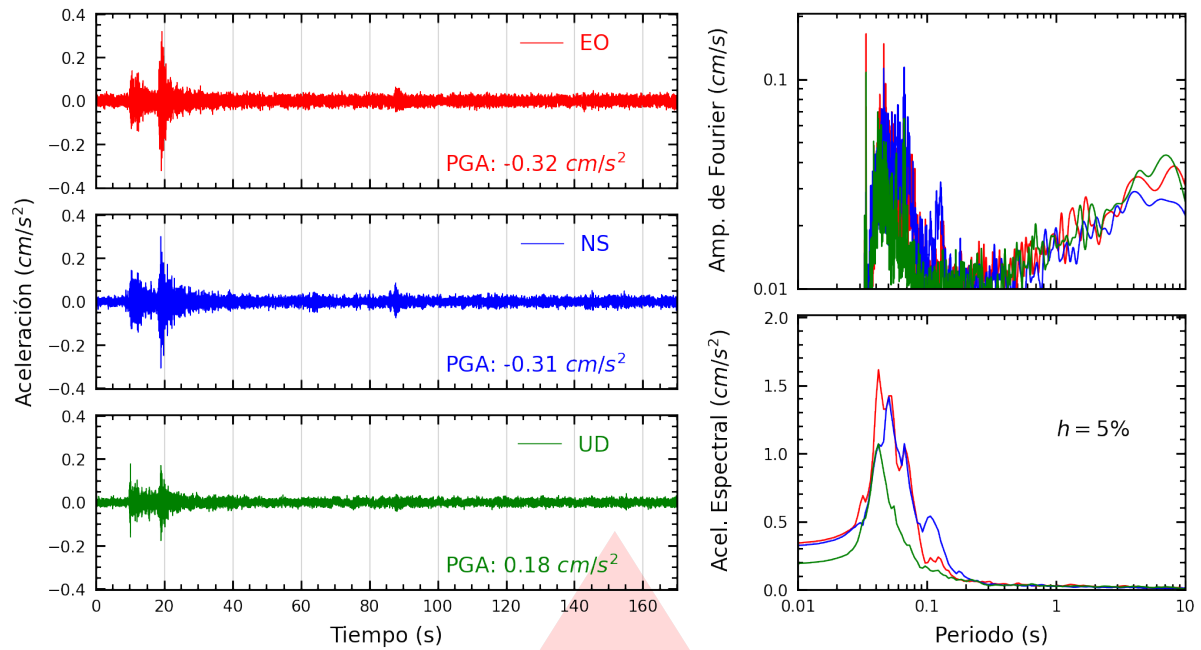 0.4
0.2
0.0
−0.2
−0.4
EO
PGA: -0.32 cm/s²
0.4
0.2
0.0
−0.2
−0.4
NS
PGA: -0.31 cm/s²
0.4
0.2
0.0
−0.2
−0.4
UD
PGA: 0.18 cm/s²
0 20 40 60 80 100 120 140 160
Tiempo (s)
Aceleración (cm/s²)
0.1
0.01
Amp. de Fourier (cm/s)
2.0
1.5
1.0
0.5
0.0
h = 5%
Acel. Espectral (cm/s²)
0.01 0.1 1 10
Periodo (s)